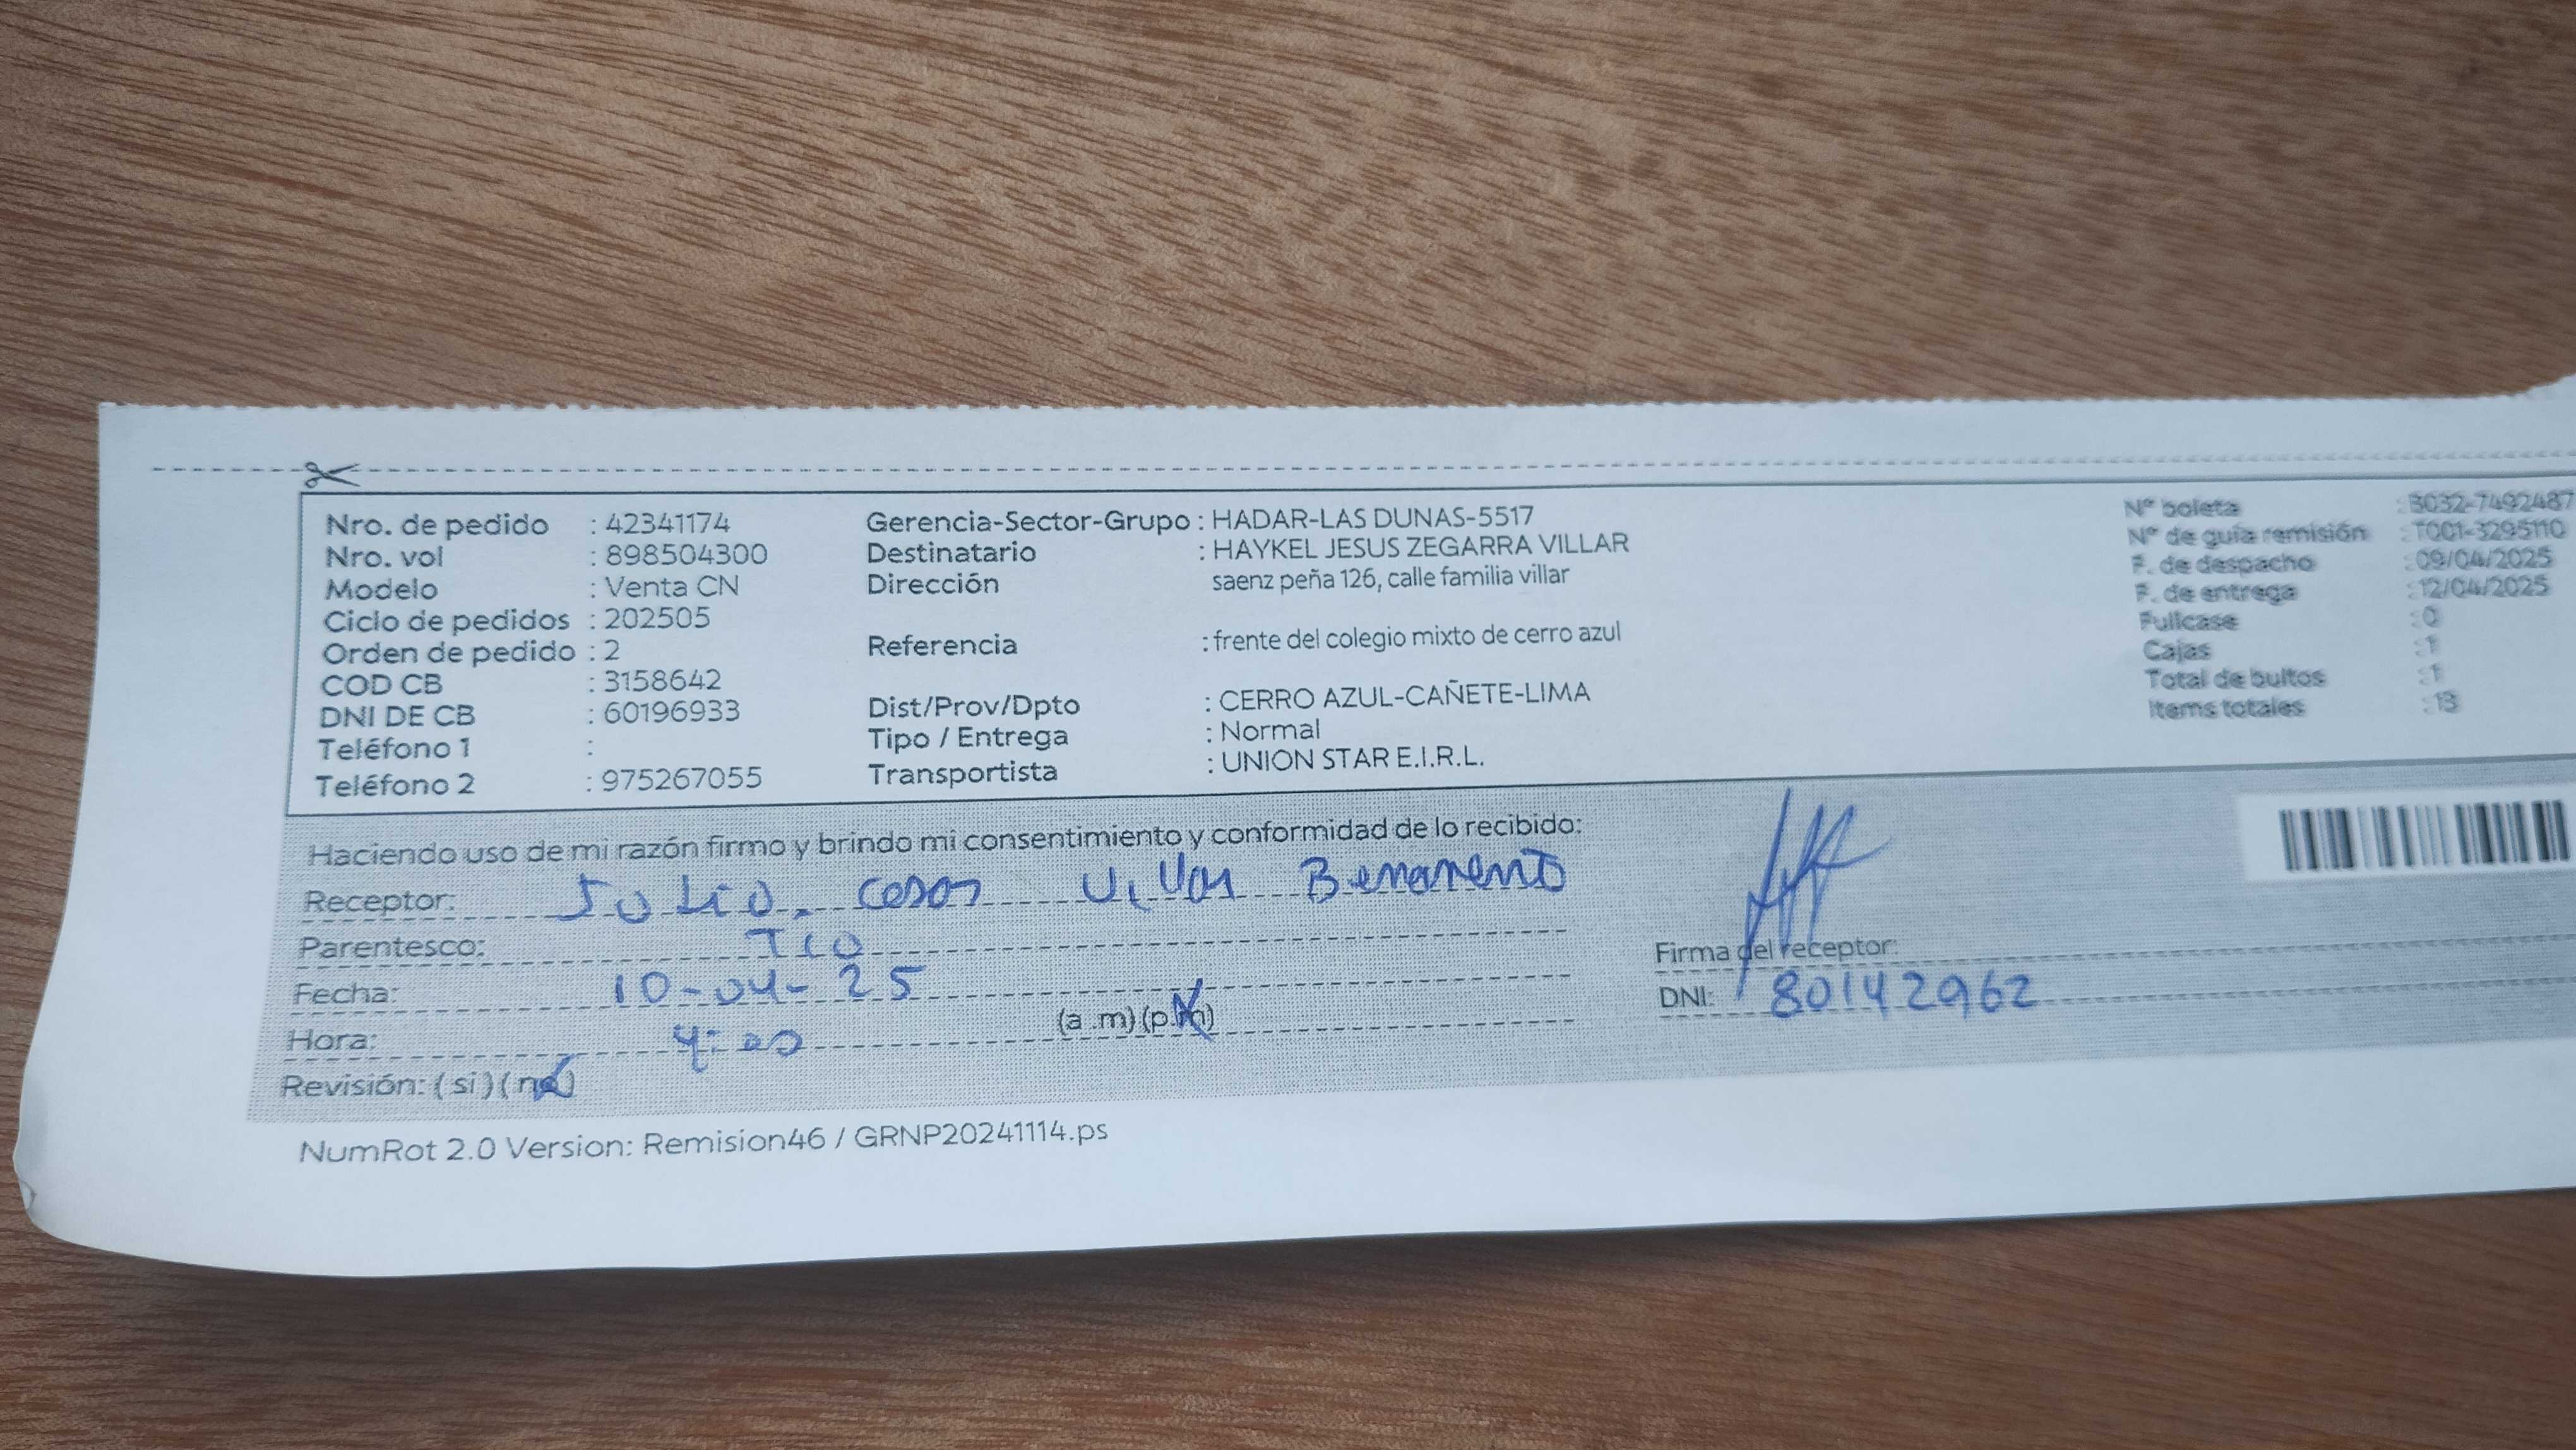 Nro. de pedido : 42341174
Nro. vol : 898504300
Modelo : Venta CN
Ciclo de pedidos : 202505
Orden de pedido : 2
COD CB : 3158642
DNI DE CB : 60196933
Teléfono 1 :
Teléfono 2 : 975267055
Gerencia-Sector-Grupo : HADAR-LAS DUNAS-5517
Destinatario : HAYKEL JESUS ZEGARRA VILLAR
Dirección saenz peña 126, calle familia villar
Referencia : frente del colegio mixto de cerro azul
Dist/Prov/Dpto : CERRO AZUL-CAÑETE-LIMA
Tipo / Entrega : Normal
Transportista : UNION STAR E.I.R.L.
Nº boleta : B032-7492487
Nº de guía remisión : T001-3295110
F. de despacho : 09/04/2025
F. de entrega : 12/04/2025
Fullcase : 0
Cajas : 1
Total de bultos : 1
Items totales : 13
Haciendo uso de mi razón firmo y brindo mi consentimiento y conformidad de lo recibido:
Receptor: Julio, cesar Villar
Parentesco: TIO
Fecha: 10-04-25
Hora: (a .m) (p.m)
Revisión: (si) (no)
Firma del receptor:
DNI: 80142962
NumRot 2.0 Version: Remision46 / GRNP20241114.ps